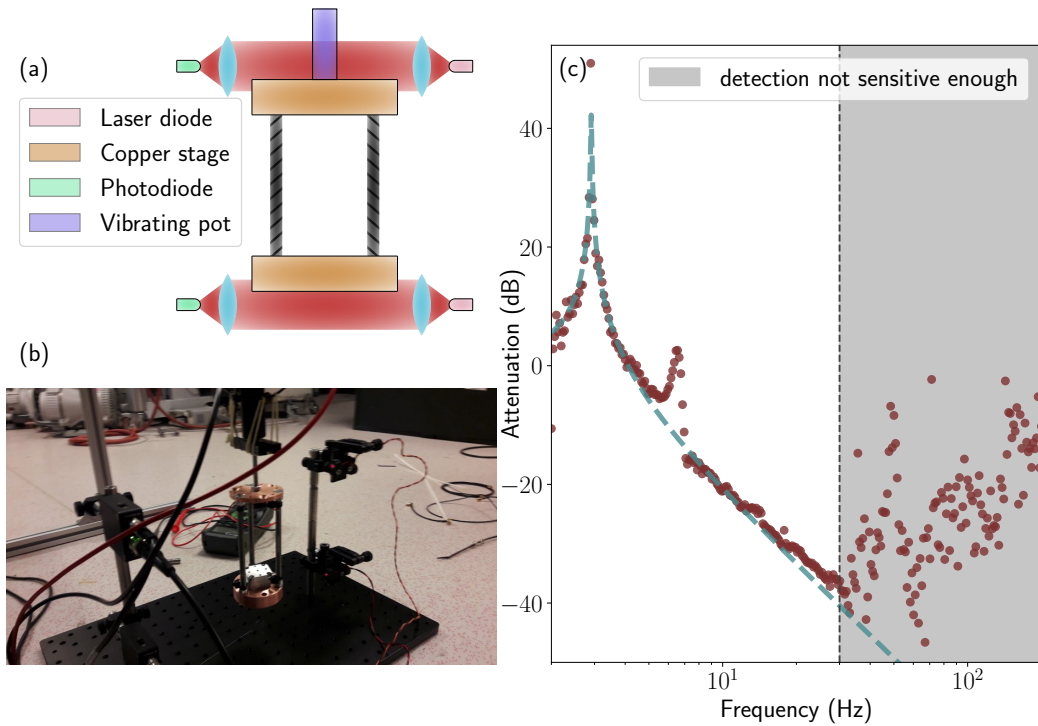 (a)
Laser diode
Copper stage
Photodiode
Vibrating pot
(b)
(c)
detection not sensitive enough
Attenuation (dB)
40
20
0
−20
−40
10¹
10²
Frequency (Hz)